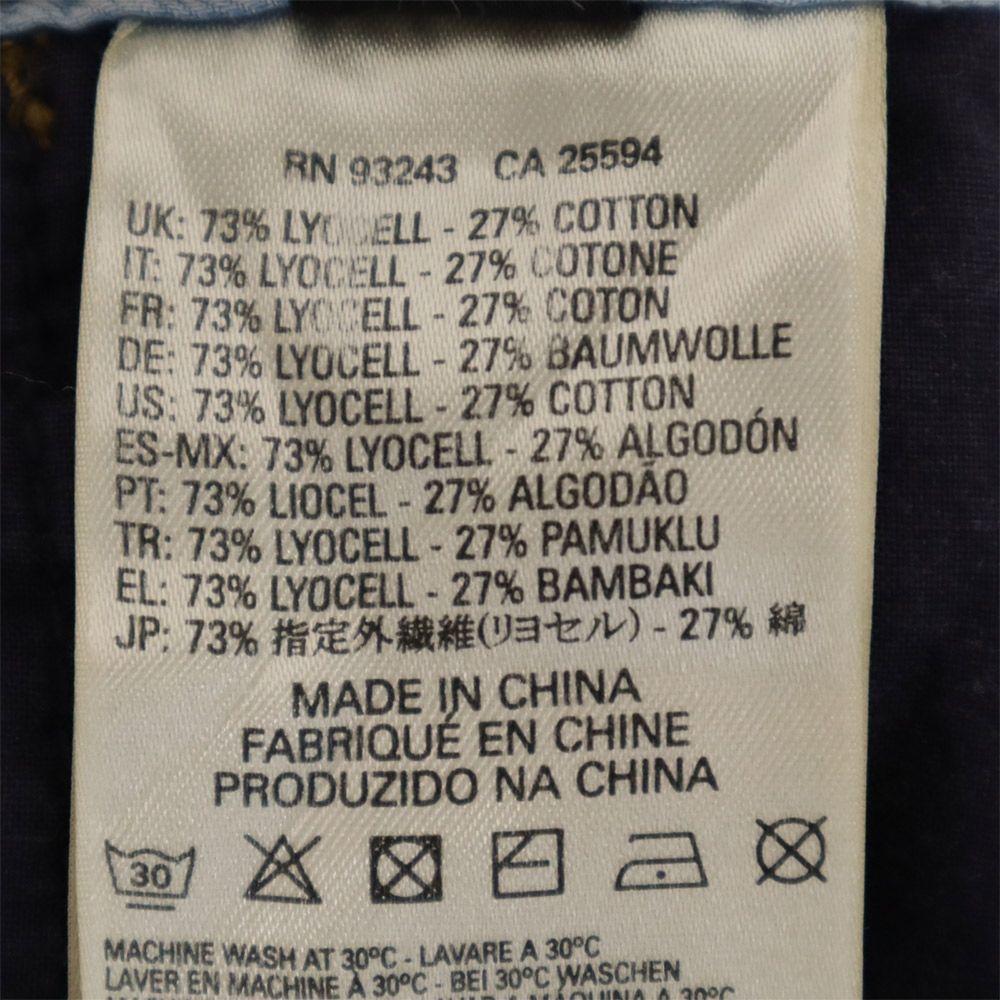 RN 93243 CA 25594
UK: 73% LYOCELL - 27% COTTON
IT: 73% LYOCELL - 27% COTONE
FR: 73% LYOCELL - 27% COTON
DE: 73% LYOCELL - 27% BAUMWOLLE
US: 73% LYOCELL - 27% COTTON
ES-MX: 73% LYOCELL - 27% ALGODÓN
PT: 73% LIOCEL - 27% ALGODÃO
TR: 73% LYOCELL - 27% PAMUKLU
EL: 73% LYOCELL - 27% BAMBAKI
JP: 73% 指定外繊維(リヨセル) - 27% 綿
MADE IN CHINA
FABRIQUÉ EN CHINE
PRODUZIDO NA CHINA
30
MACHINE WASH AT 30°C - LAVARE A 30°C
LAVER EN MACHINE À 30°C - BEI 30°C WASCHEN
MÁQUINA A 30°C